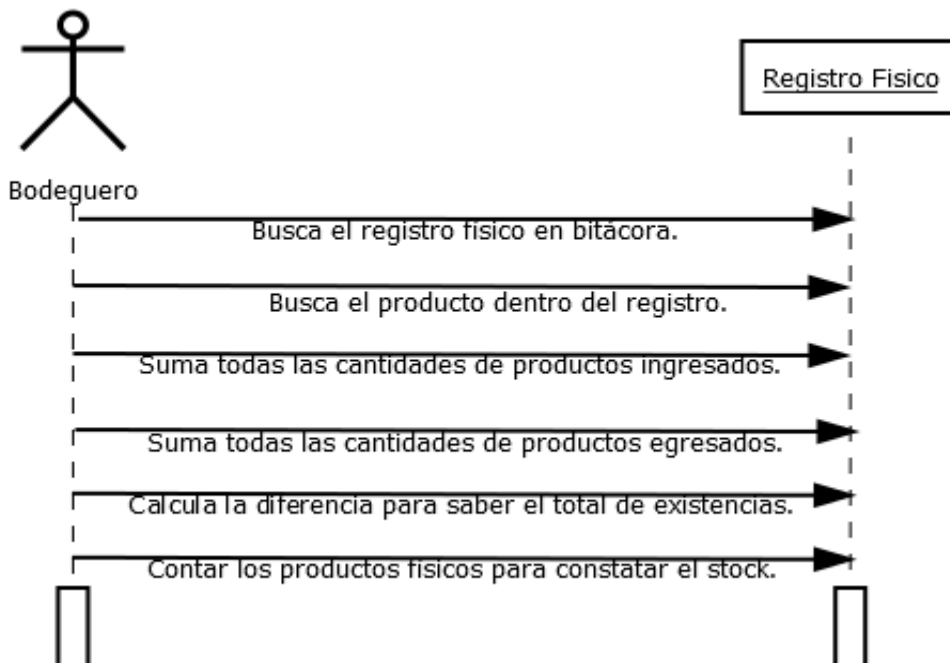 Registro Fisico
Bodeguero
Busca el registro físico en bitácora.
Busca el producto dentro del registro.
Suma todas las cantidades de productos ingresados.
Suma todas las cantidades de productos egresados.
Calcula la diferencia para saber el total de existencias.
Contar los productos físicos para constatar el stock.